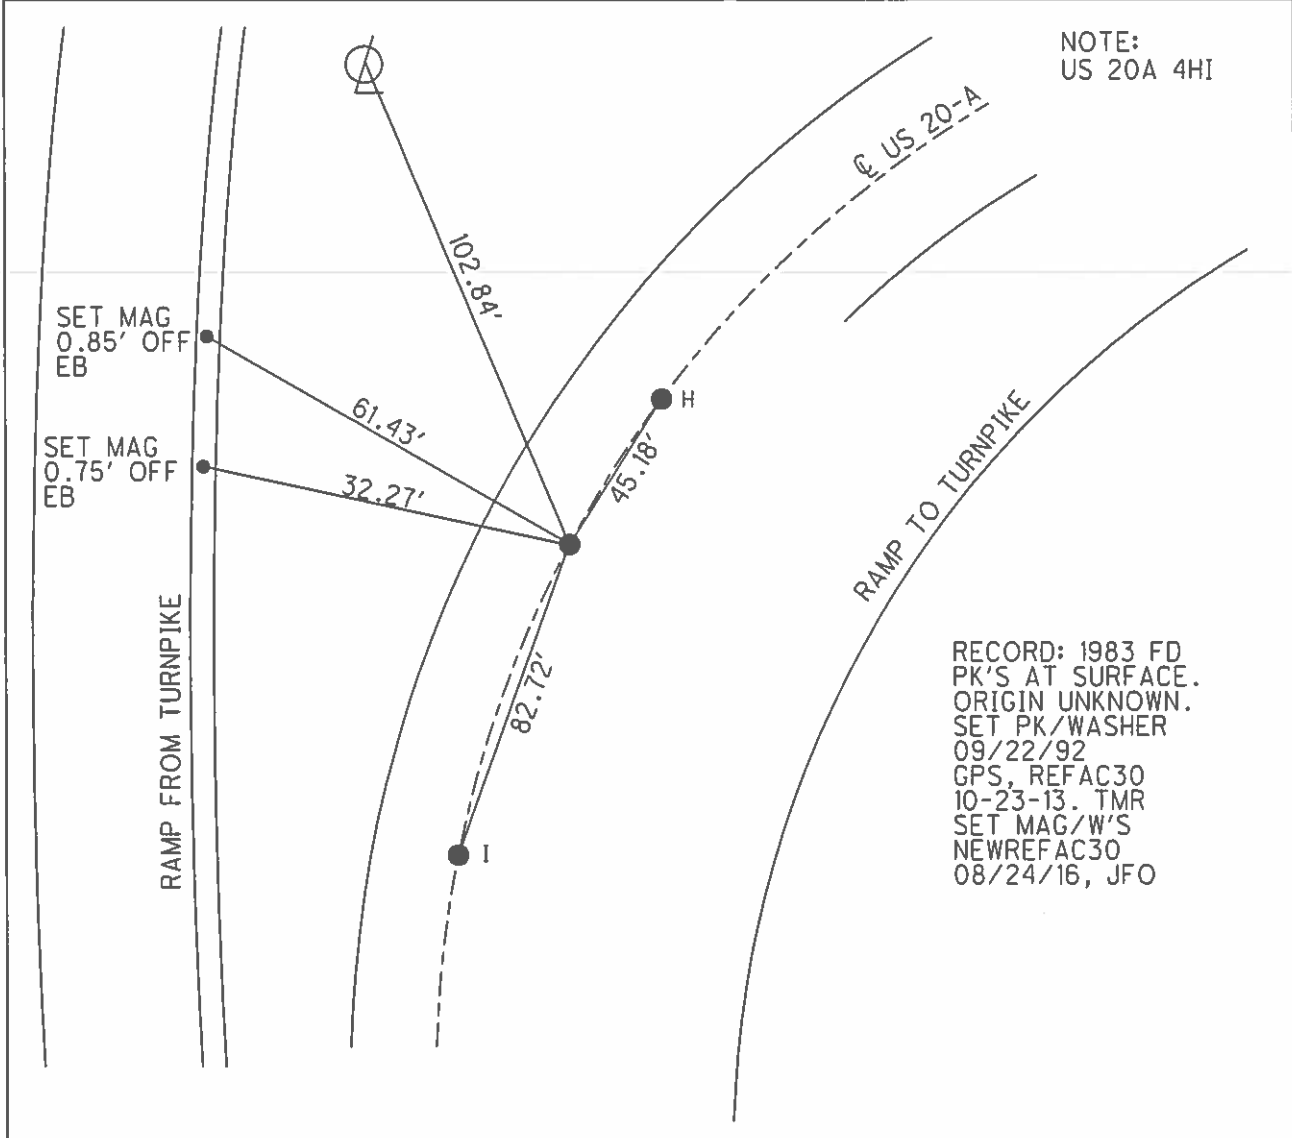 NOTE:
US 20A 4HI
℄ US 20-A
102.84'
SET MAG
0.85' OFF
EB
61.43'
SET MAG
0.75' OFF
EB
32.27'
H
45.18'
RAMP TO TURNPIKE
RAMP FROM TURNPIKE
82.72'
I
RECORD: 1983 FD
PK'S AT SURFACE.
ORIGIN UNKNOWN.
SET PK/WASHER
09/22/92
GPS, REFAC30
10-23-13. TMR
SET MAG/W'S
NEWREFAC30
08/24/16, JFO